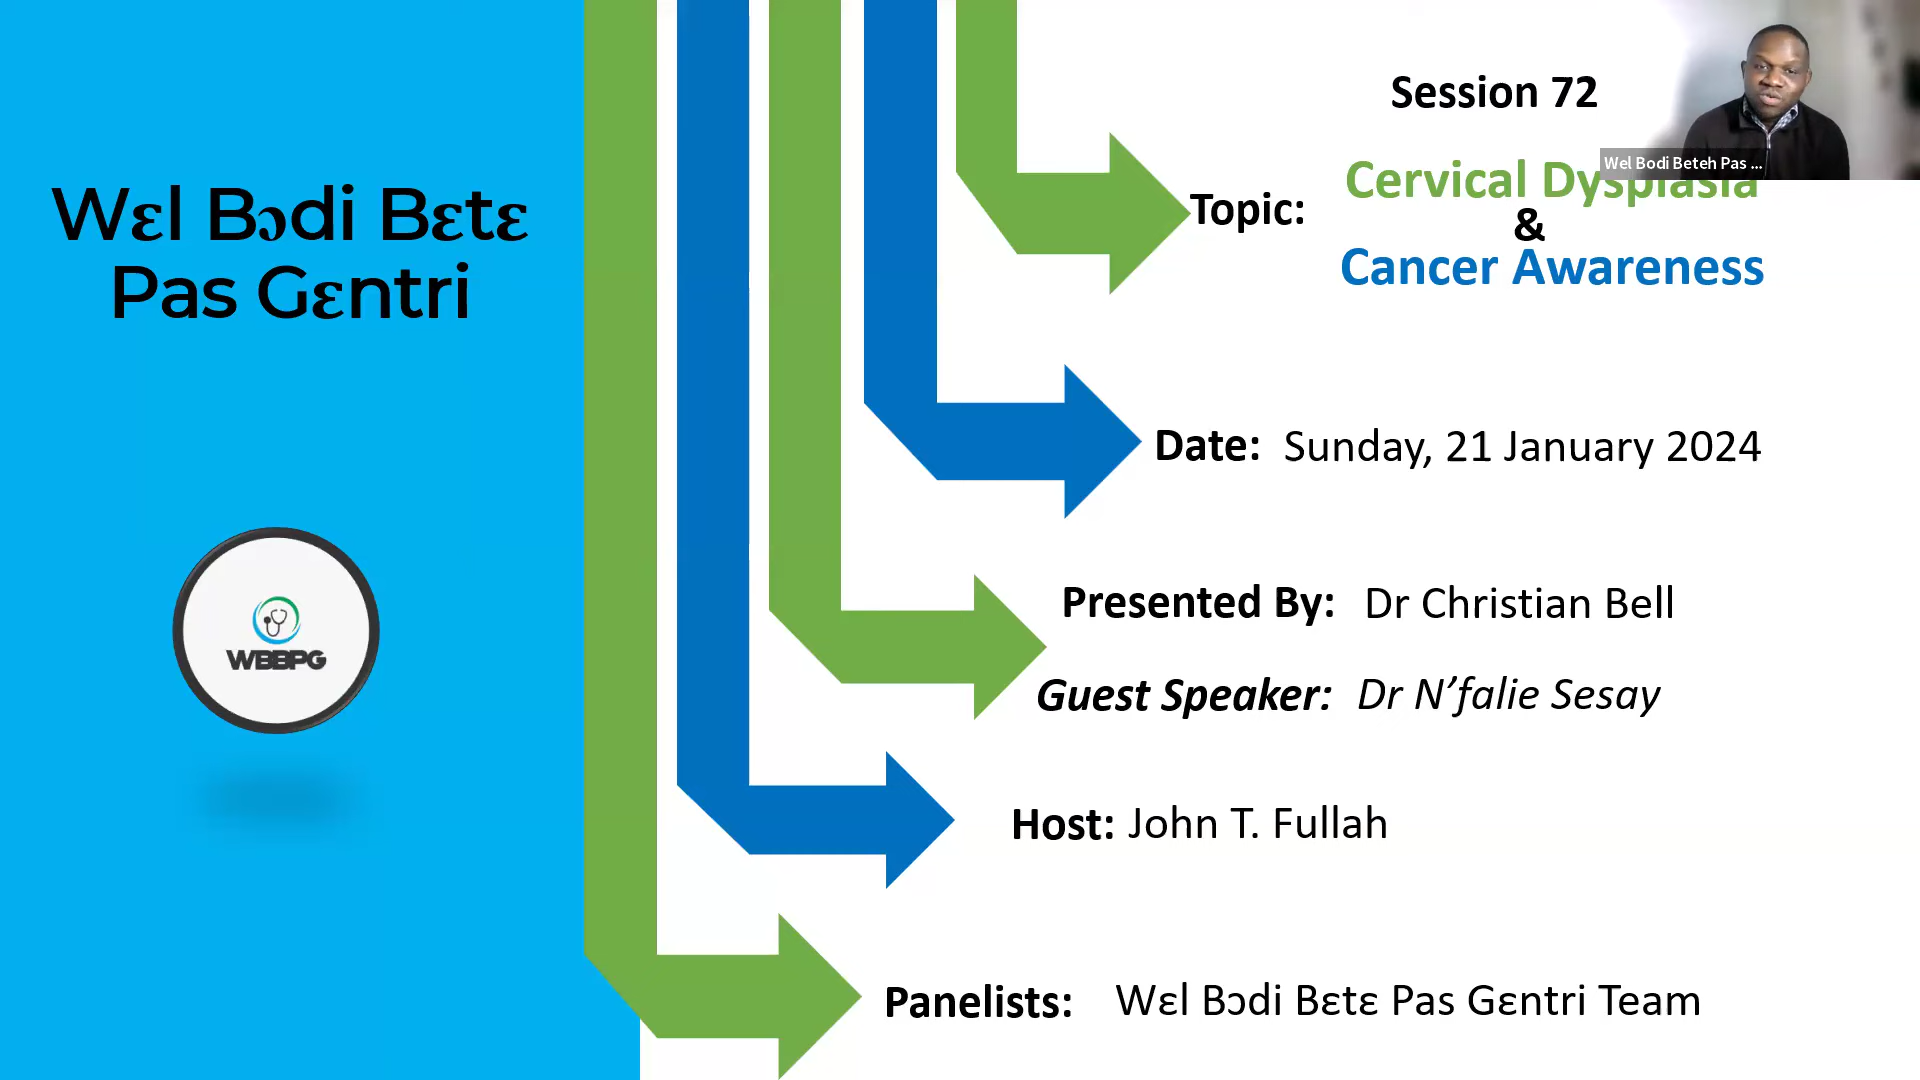 Wɛl Bɔdi Bɛtɛ
Pas Gɛntri
WBBPG
Session 72
Wel Bodi Beteh Pas ...
Topic:
Cervical Dysplasia
&
Cancer Awareness
Date: Sunday, 21 January 2024
Presented By: Dr Christian Bell
Guest Speaker: Dr N’falie Sesay
Host: John T. Fullah
Panelists: Wɛl Bɔdi Bɛtɛ Pas Gɛntri Team